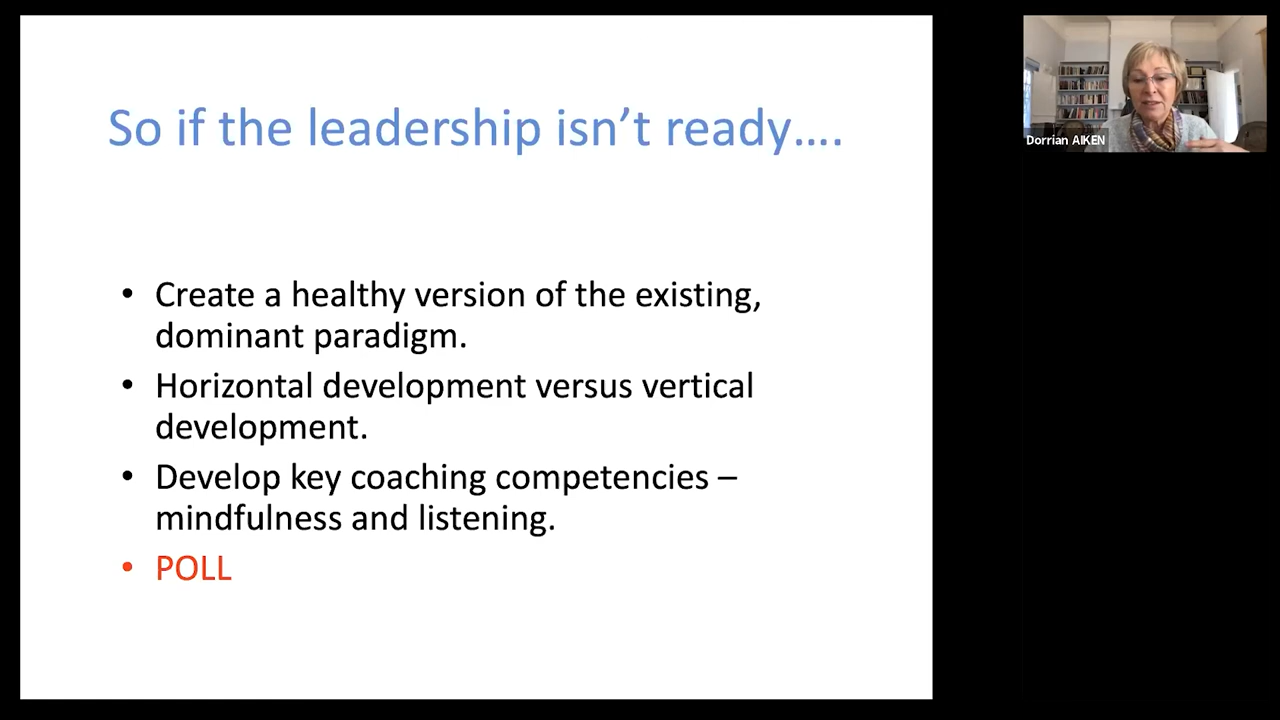 So if the leadership isn’t ready….
• Create a healthy version of the existing,
dominant paradigm.
• Horizontal development versus vertical
development.
• Develop key coaching competencies –
mindfulness and listening.
• POLL
Dorrian AIKEN